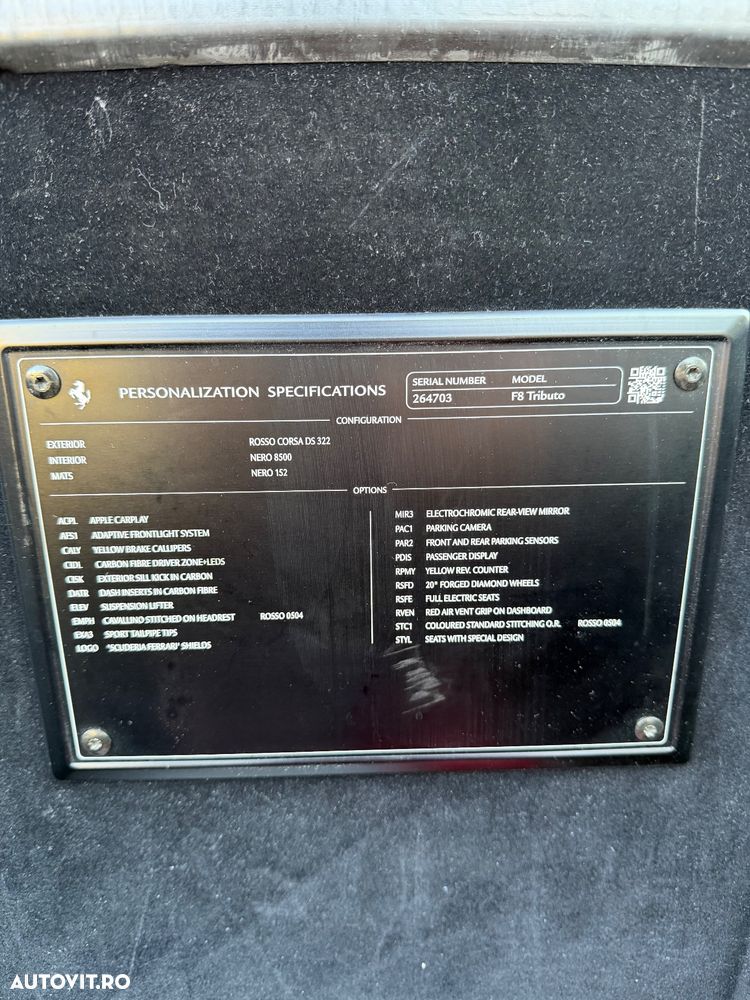 PERSONALIZATION SPECIFICATIONS
SERIAL NUMBER MODEL
264703 F8 Tributo
CONFIGURATION
EXTERIOR ROSSO CORSA DS 322
INTERIOR NERO 8500
MATS NERO 152
OPTIONS
ACPL APPLE CARPLAY
AFS1 ADAPTIVE FRONTLIGHT SYSTEM
CALY YELLOW BRAKE CALLIPERS
CIDL CARBON FIBRE DRIVER ZONE+LEDS
CISK EXTERIOR SILL KICK IN CARBON
DATR DASH INSERTS IN CARBON FIBRE
ELEV SUSPENSION LIFTER
EMPH CAVALLINO STITCHED ON HEADREST ROSSO 0504
EXA3 SPORT TAILPIPE TIPS
LOGO "SCUDERIA FERRARI" SHIELDS
MIR3 ELECTROCHROMIC REAR-VIEW MIRROR
PAC1 PARKING CAMERA
PAR2 FRONT AND REAR PARKING SENSORS
PDIS PASSENGER DISPLAY
RPMY YELLOW REV. COUNTER
RSFD 20" FORGED DIAMOND WHEELS
RSFE FULL ELECTRIC SEATS
RVEN RED AIR VENT GRIP ON DASHBOARD
STC1 COLOURED STANDARD STITCHING O.R. ROSSO 0504
STYL SEATS WITH SPECIAL DESIGN
AUTOVIT.RO